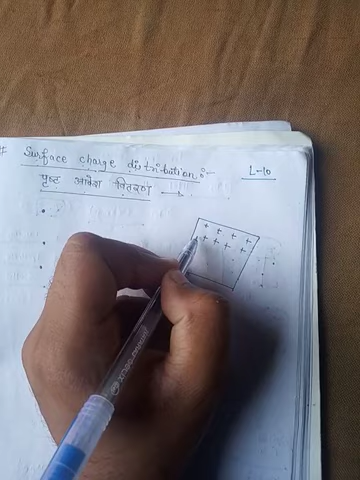 # Surface charge distribution :-
L-10
पृष्ट आवेश वितरण →
+ + + +
+ + + +